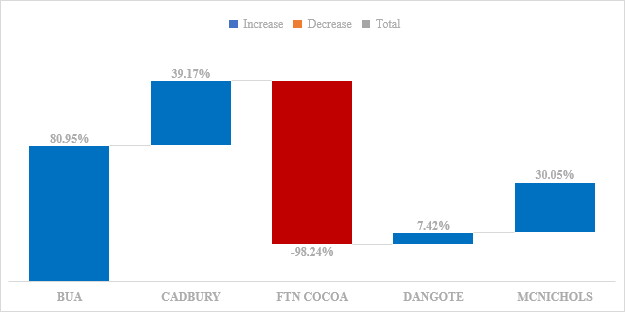 Increase Decrease Total
39.17%
80.95%
30.05%
7.42%
-98.24%
BUA CADBURY FTN COCOA DANGOTE MCNICHOLS